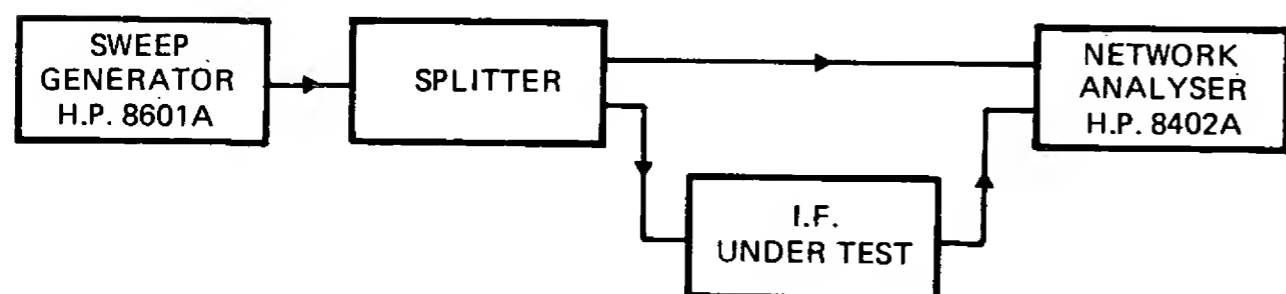 SWEEP
GENERATOR
H.P. 8601A
SPLITTER
NETWORK
ANALYSER
H.P. 8402A
I.F.
UNDER TEST